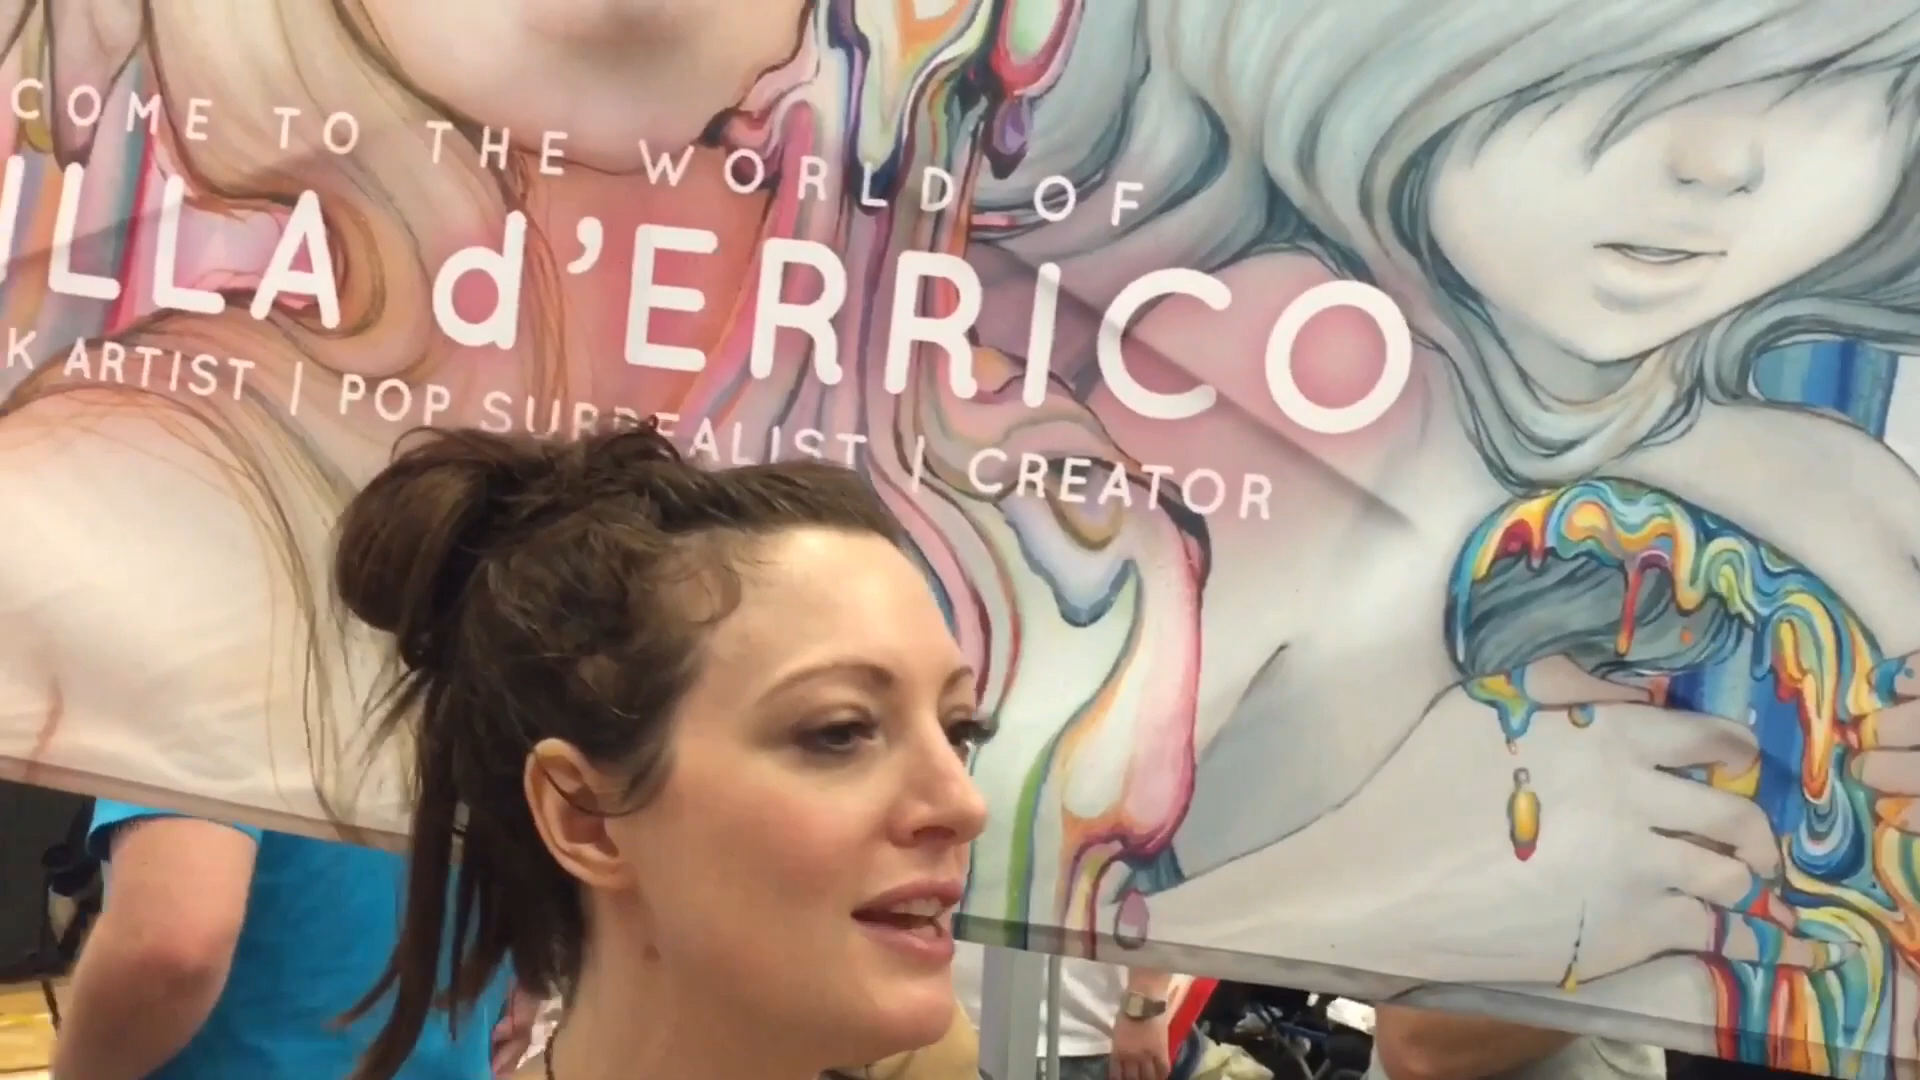 COME TO THE WORLD OF
ILLA d'ERRICO
K ARTIST | POP SURREALIST | CREATOR